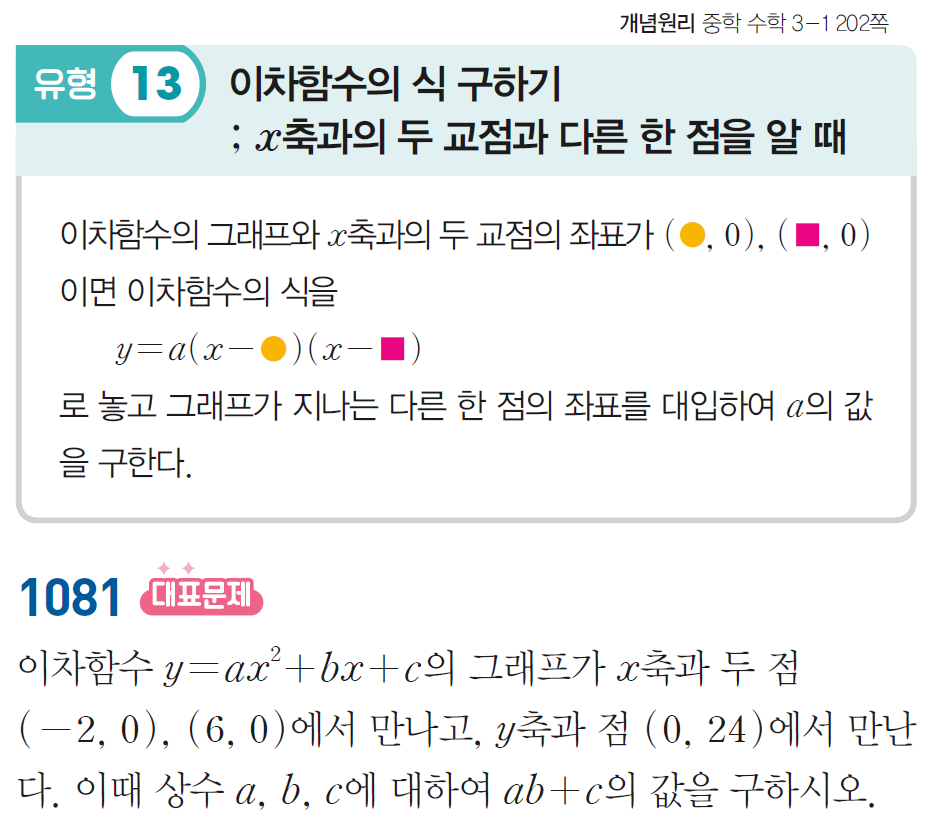 개념원리 중학 수학 3-1 202쪽
유형 13 이차함수의 식 구하기
; x축과의 두 교점과 다른 한 점을 알 때
이차함수의 그래프와 x축과의 두 교점의 좌표가 (●, 0), (■, 0)
이면 이차함수의 식을
y=a(x-●)(x-■)
로 놓고 그래프가 지나는 다른 한 점의 좌표를 대입하여 a의 값
을 구한다.
1081 대표문제
이차함수 y=ax²+bx+c의 그래프가 x축과 두 점
(-2, 0), (6, 0)에서 만나고, y축과 점 (0, 24)에서 만난
다. 이때 상수 a, b, c에 대하여 ab+c의 값을 구하시오.